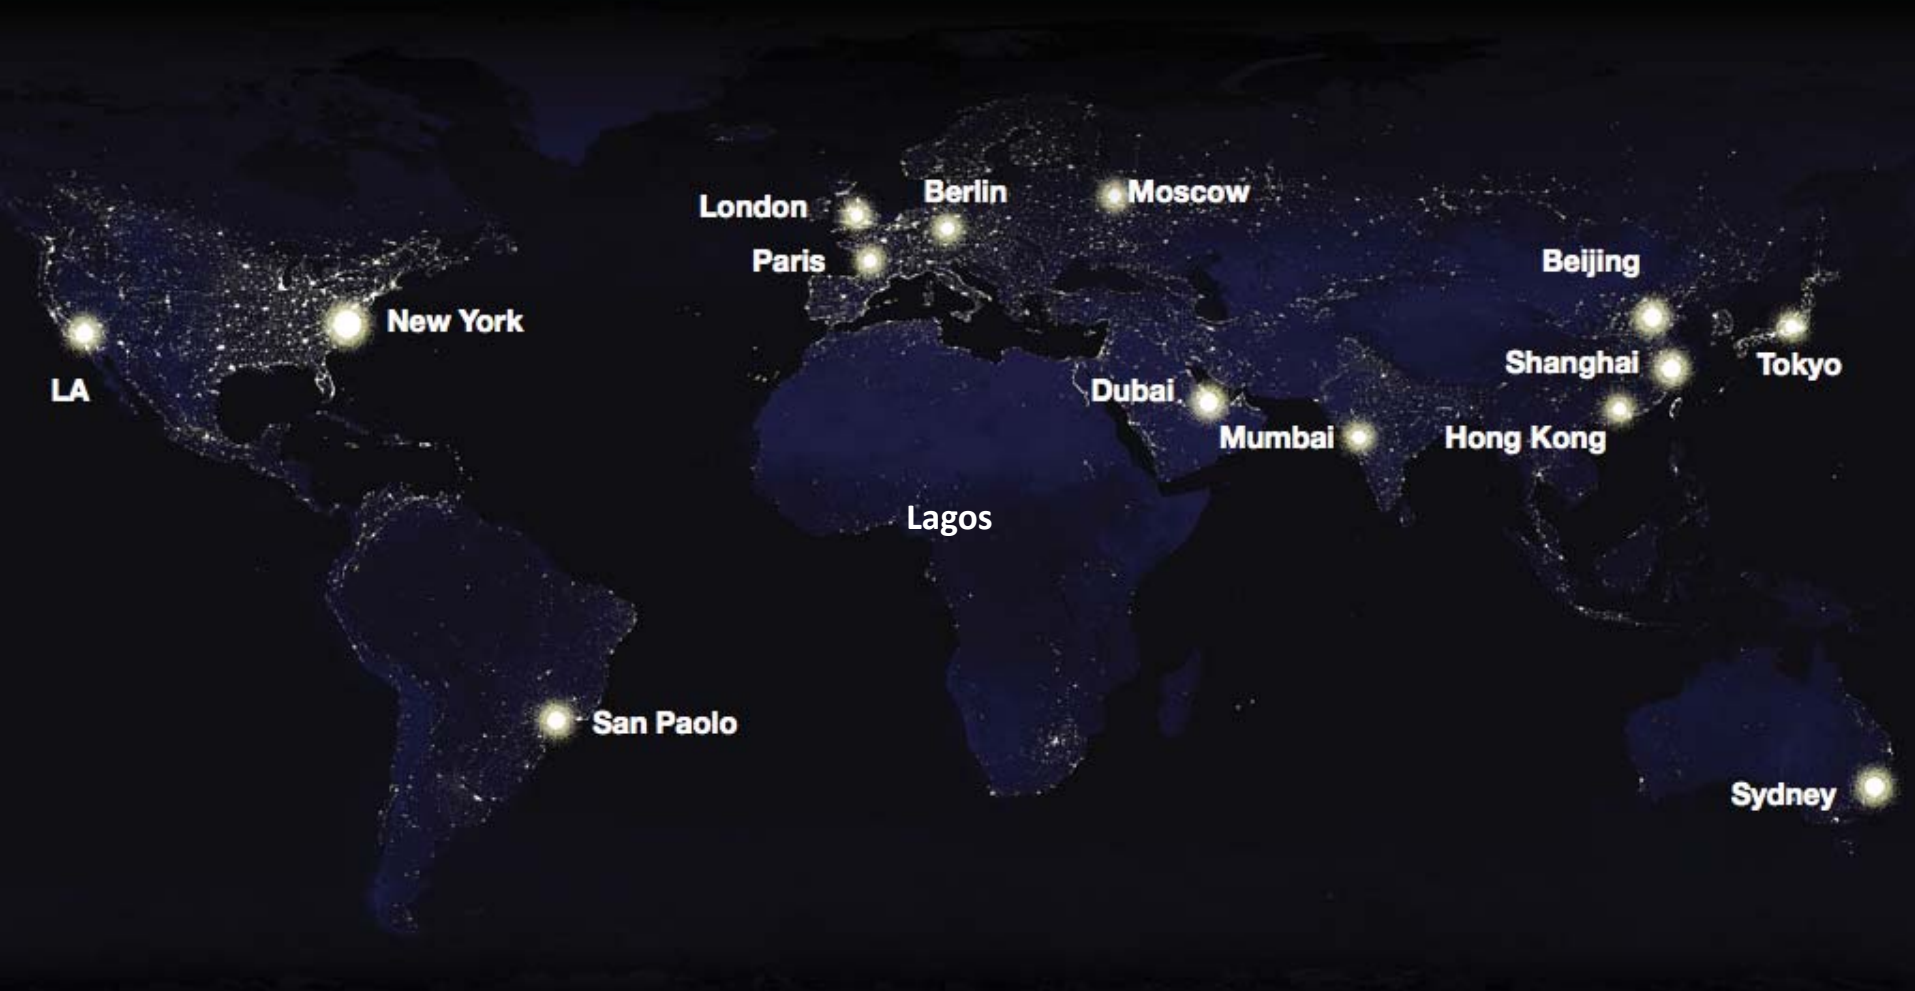 London
Berlin
Moscow
Paris
Beijing
New York
Shanghai
Tokyo
LA
Dubai
Mumbai
Hong Kong
Lagos
San Paolo
Sydney